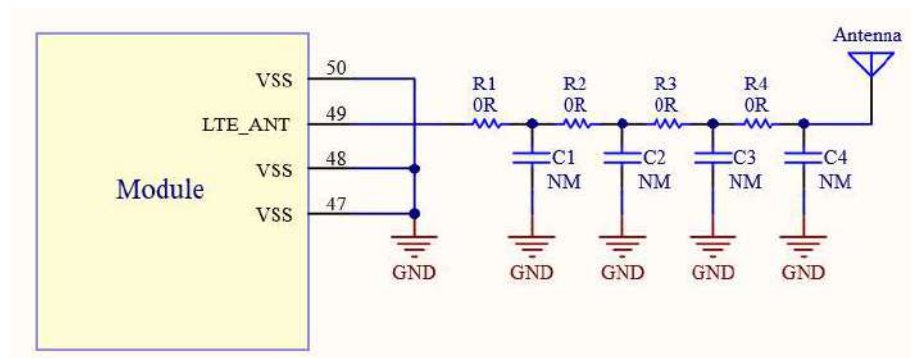 Antenna
50
VSS
R1 R2 R3 R4
0R 0R 0R 0R
LTE_ANT 49
VSS 48
C1 C2 C3 C4
NM NM NM NM
Module
VSS 47
GND GND GND GND GND